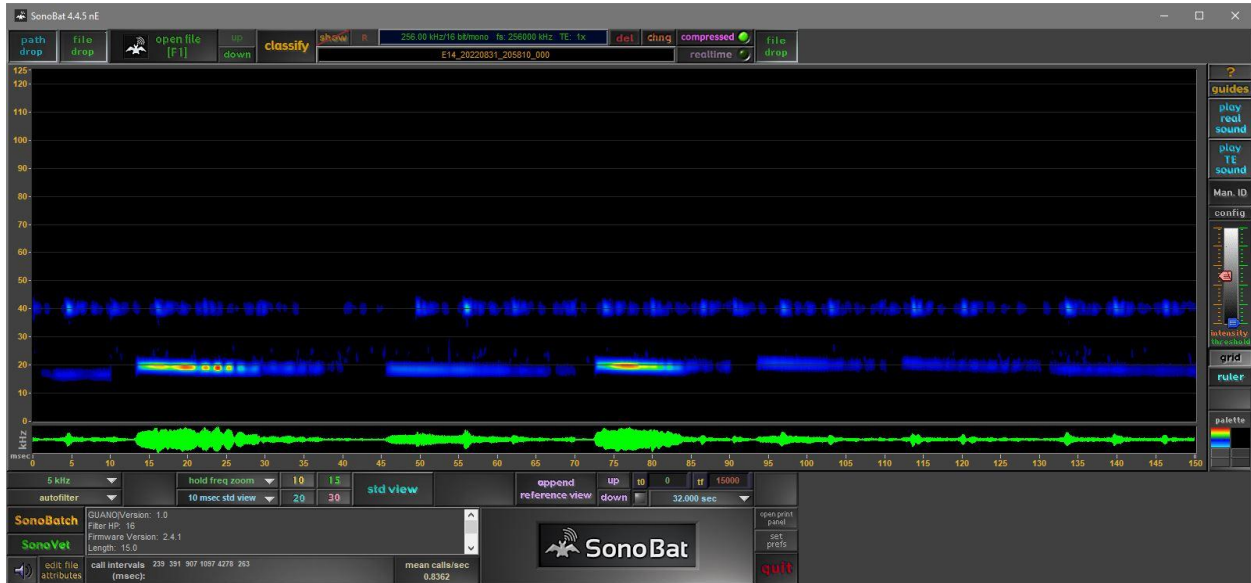 SonoBat 4.4.5 nE
path drop
file drop
open file [F1]
up
down
classify
show
R
256.00 kHz/16 bit/mono fs: 256000 kHz TE: 1x
E14_20220831_205810_000
del
chng
compressed
realtime
file drop
125
120
110
100
90
80
70
60
50
40
30
20
10
0
kHz
msec
0 5 10 15 20 25 30 35 40 45 50 55 60 65 70 75 80 85 90 95 100 105 110 115 120 125 130 135 140 145 150
?
guides
play real sound
play TE sound
Man. ID
config
intensity
threshold
grid
ruler
palette
5 kHz
hold freq zoom
10
15
autofilter
10 msec std view
20
30
std view
append reference view
up
down
t0
0
tf
15000
32.000 sec
SonoBatch
SonoVet
edit file attributes
GUANO|Version: 1.0
Filter HP: 16
Firmware Version: 2.4.1
Length: 15.0
call intervals (msec):
239 391 907 1097 4278 263
mean calls/sec
0.8362
SonoBat
open print panel
set prefs
quit